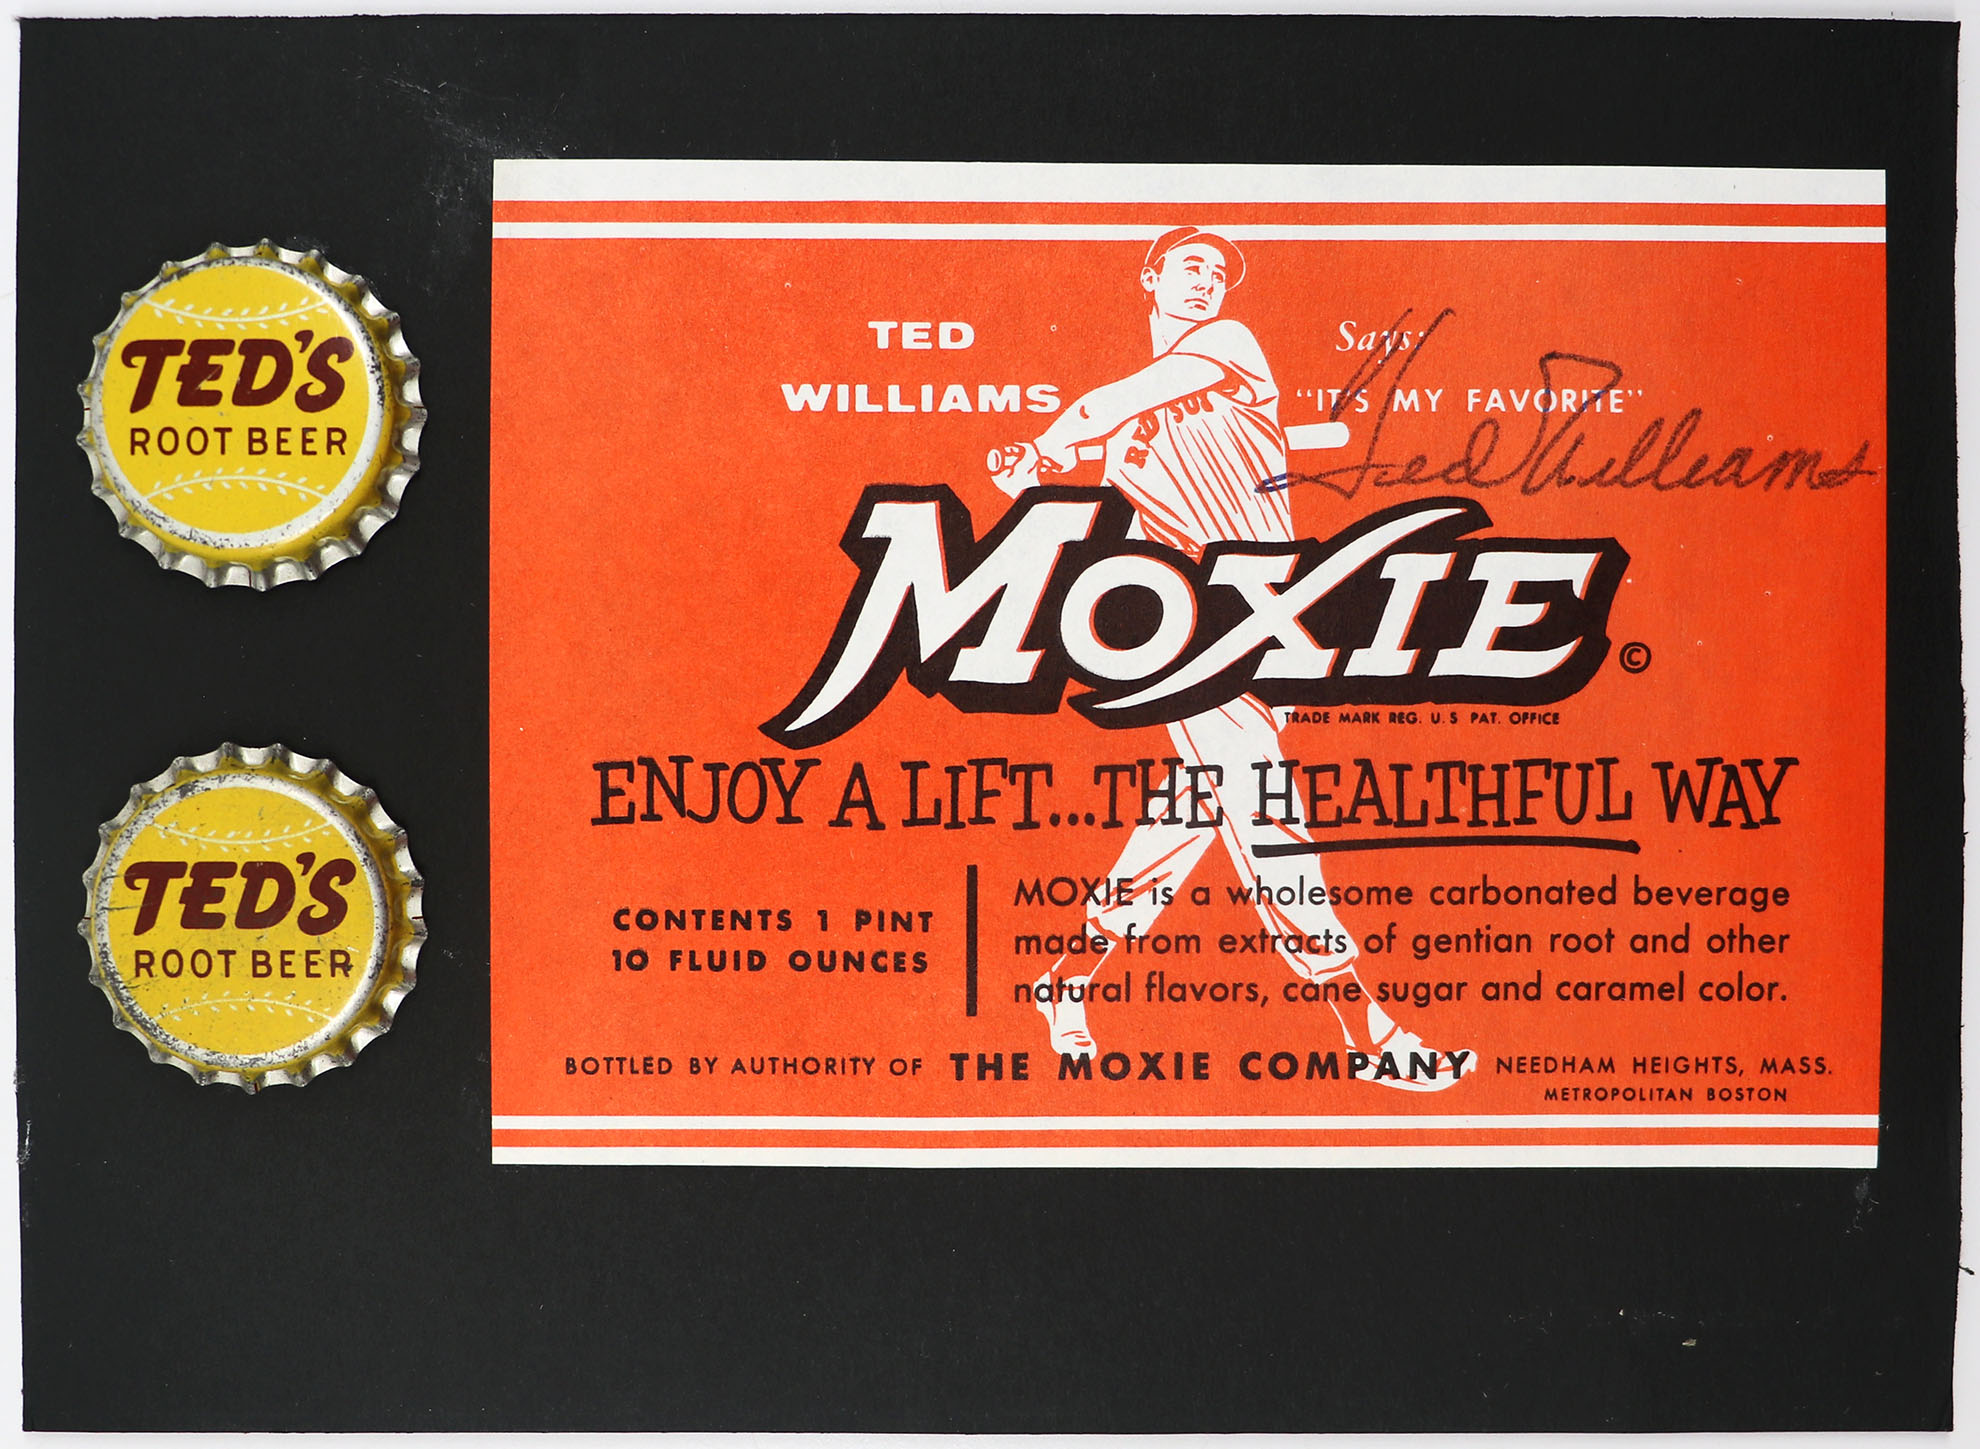 TED'S
ROOT BEER
TED'S
ROOT BEER
TED
WILLIAMS
Says:
"IT'S MY FAVORITE"
Ted Williams
RED SOX
MOXIE
©
TRADE MARK REG. U.S PAT. OFFICE
ENJOY A LIFT...THE HEALTHFUL WAY
CONTENTS 1 PINT
10 FLUID OUNCES
MOXIE is a wholesome carbonated beverage
made from extracts of gentian root and other
natural flavors, cane sugar and caramel color.
BOTTLED BY AUTHORITY OF THE MOXIE COMPANY NEEDHAM HEIGHTS, MASS.
METROPOLITAN BOSTON